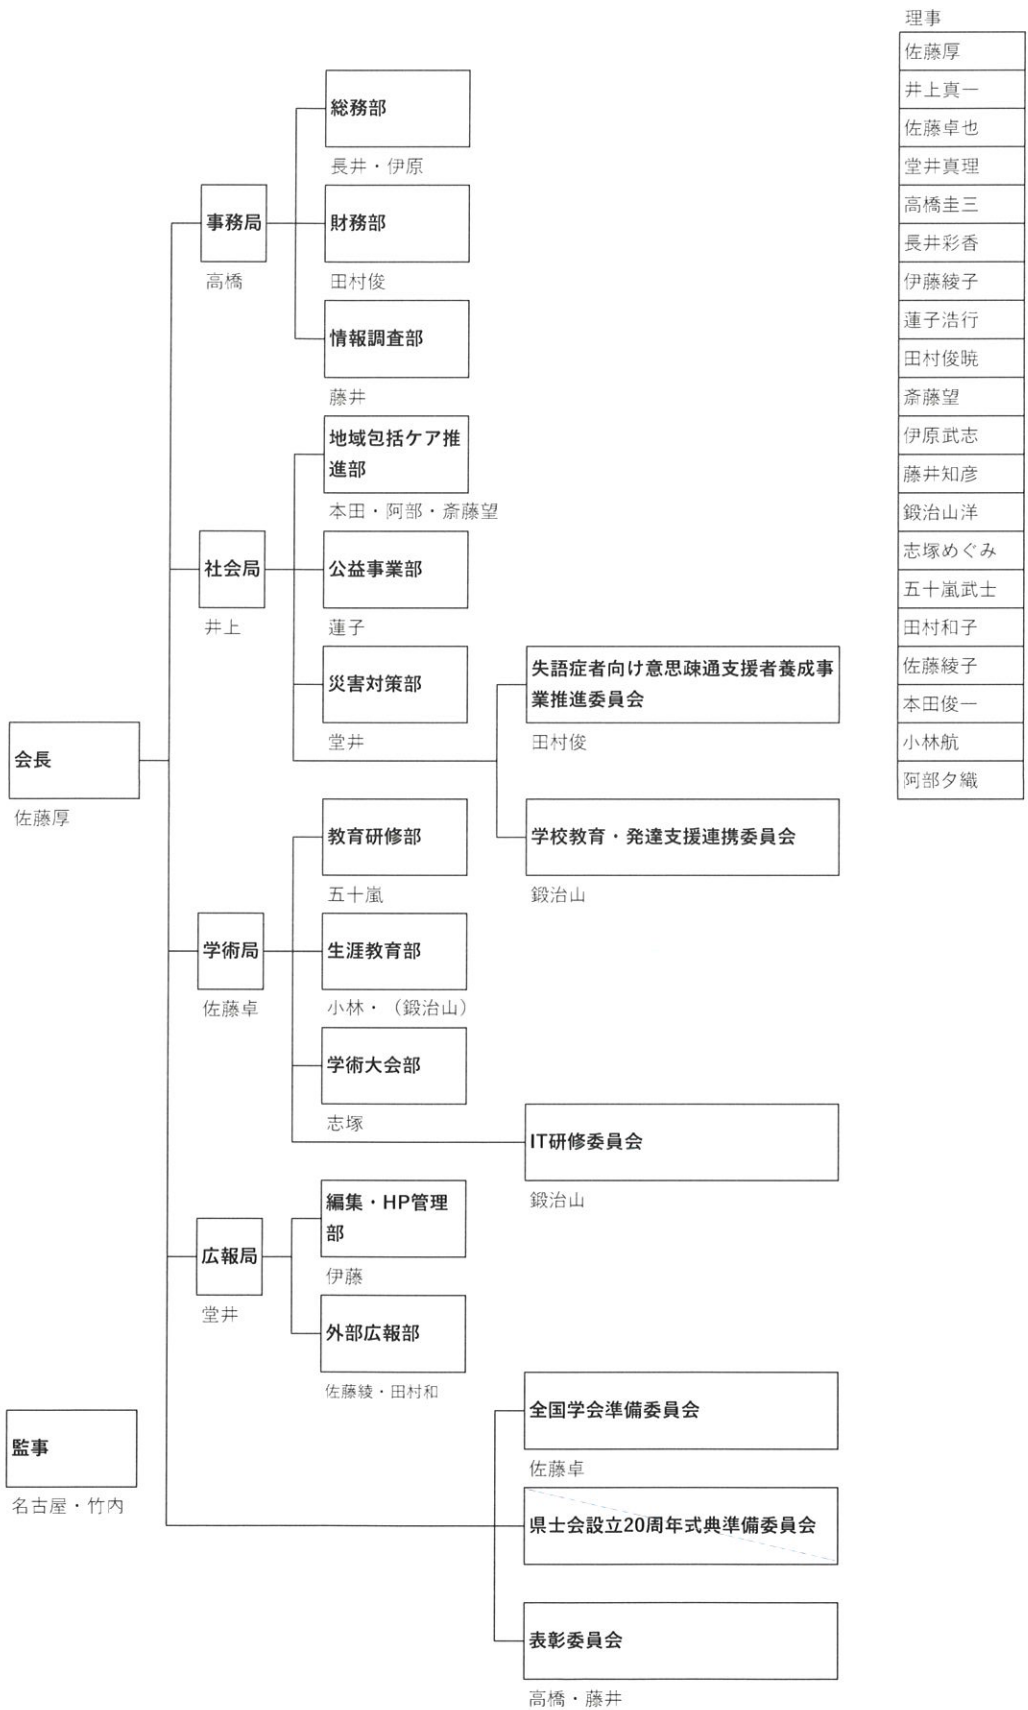 理事
佐藤厚
井上真一
佐藤卓也
堂井真理
高橋圭三
長井彩香
伊藤綾子
蓮子浩行
田村俊暁
斎藤望
伊原武志
藤井知彦
鍛治山洋
志塚めぐみ
五十嵐武士
田村和子
佐藤綾子
本田俊一
小林航
阿部夕織
会長
佐藤厚
事務局
高橋
総務部
長井・伊原
財務部
田村俊
情報調査部
藤井
社会局
井上
地域包括ケア推
進部
本田・阿部・斎藤望
公益事業部
蓮子
災害対策部
堂井
失語症者向け意思疎通支援者養成事
業推進委員会
田村俊
学校教育・発達支援連携委員会
鍛治山
学術局
佐藤卓
教育研修部
五十嵐
生涯教育部
小林・（鍛治山）
学術大会部
志塚
IT研修委員会
鍛治山
広報局
堂井
編集・HP管理
部
伊藤
外部広報部
佐藤綾・田村和
全国学会準備委員会
佐藤卓
県士会設立20周年式典準備委員会
表彰委員会
高橋・藤井
監事
名古屋・竹内